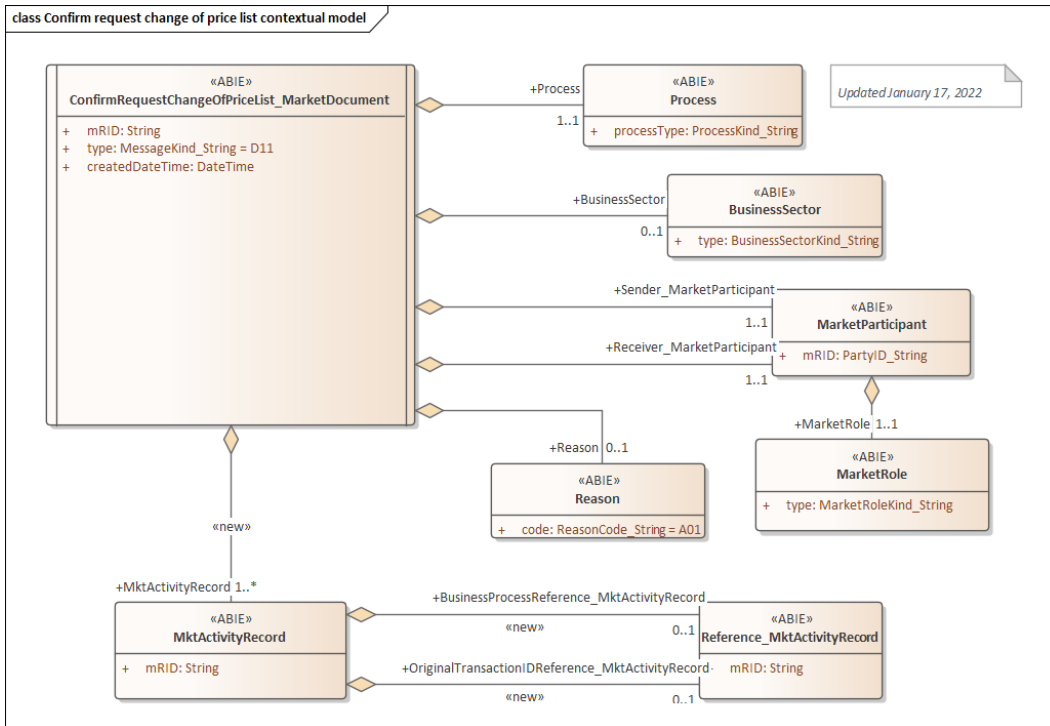 class Confirm request change of price list contextual model
«ABIE»
ConfirmRequestChangeOfPriceList_MarketDocument
+ mRID: String
+ type: MessageKind_String = D11
+ createdDateTime: DateTime
+Process
1..1
«ABIE»
Process
+ processType: ProcessKind_String
Updated January 17, 2022
+BusinessSector
0..1
«ABIE»
BusinessSector
+ type: BusinessSectorKind_String
+Sender_MarketParticipant
1..1
+Receiver_MarketParticipant
1..1
«ABIE»
MarketParticipant
+ mRID: PartyID_String
+MarketRole 1..1
«ABIE»
MarketRole
+ type: MarketRoleKind_String
+Reason 0..1
«ABIE»
Reason
+ code: ReasonCode_String = A01
«new»
+MktActivityRecord 1..*
«ABIE»
MktActivityRecord
+ mRID: String
+BusinessProcessReference_MktActivityRecord
«new»
0..1
+OriginalTransactionIDReference_MktActivityRecord
«new»
0..1
«ABIE»
Reference_MktActivityRecord
mRID: String